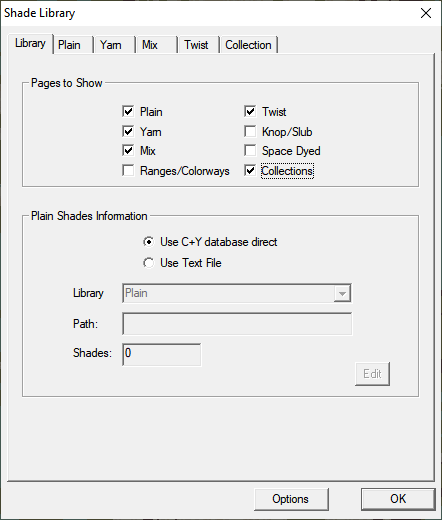 Shade Library
Library Plain Yarn Mix Twist Collection
Pages to Show
Plain Twist
Yarn Knop/Slub
Mix Space Dyed
Ranges/Colorways Collections
Plain Shades Information
Use C+Y database direct
Use Text File
Library Plain
Path:
Shades: 0
Edit
Options OK